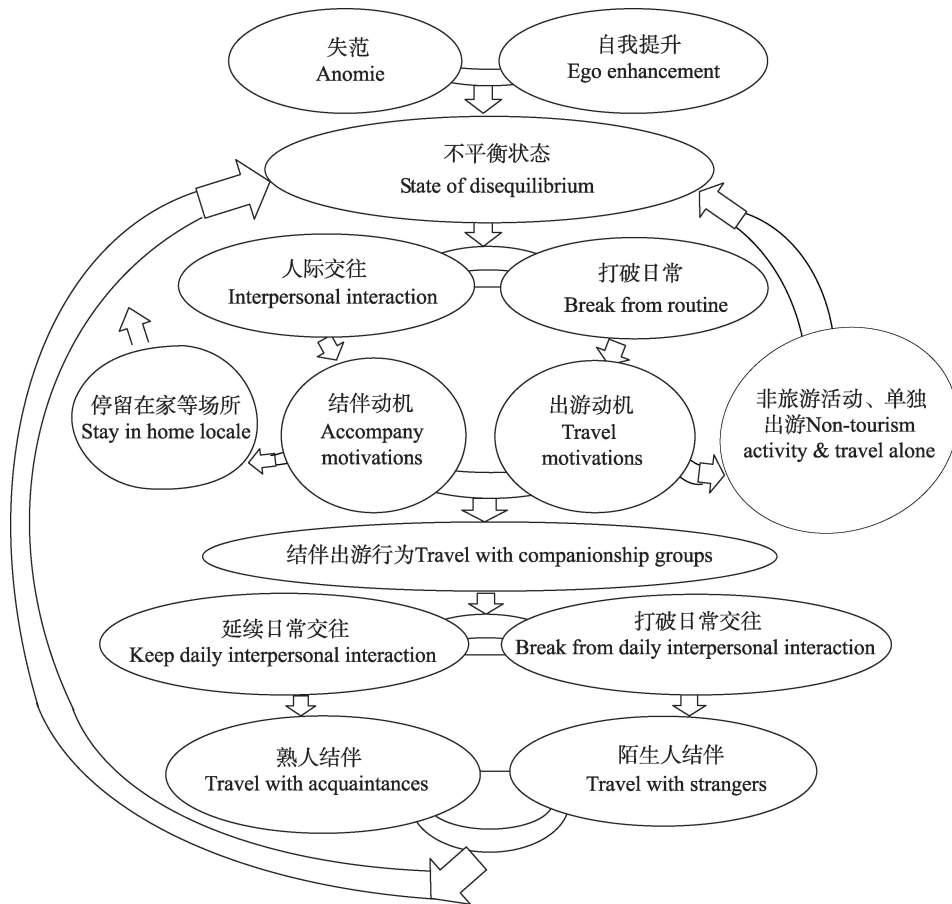 失范
Anomie
自我提升
Ego enhancement
不平衡状态
State of disequilibrium
人际交往
Interpersonal interaction
打破日常
Break from routine
停留在家等场所
Stay in home locale
结伴动机
Accompany
motivations
出游动机
Travel
motivations
非旅游活动、单独
出游Non-tourism
activity & travel alone
结伴出游行为Travel with companionship groups
延续日常交往
Keep daily interpersonal interaction
打破日常交往
Break from daily interpersonal interaction
熟人结伴
Travel with acquaintances
陌生人结伴
Travel with strangers